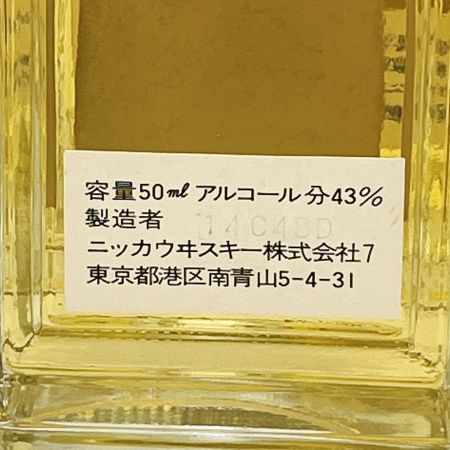 容量50ml アルコール分43%
製造者 14C48D
ニッカウヰスキー株式会社7
東京都港区南青山5-4-31